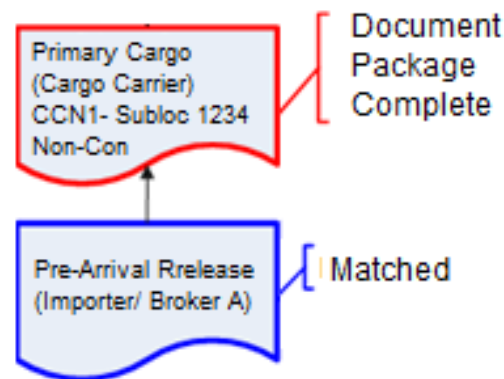 Primary Cargo
(Cargo Carrier)
CCN1- Subloc 1234
Non-Con
Document
Package
Complete
Pre-Arrival Rrelease
(Importer/ Broker A)
Matched